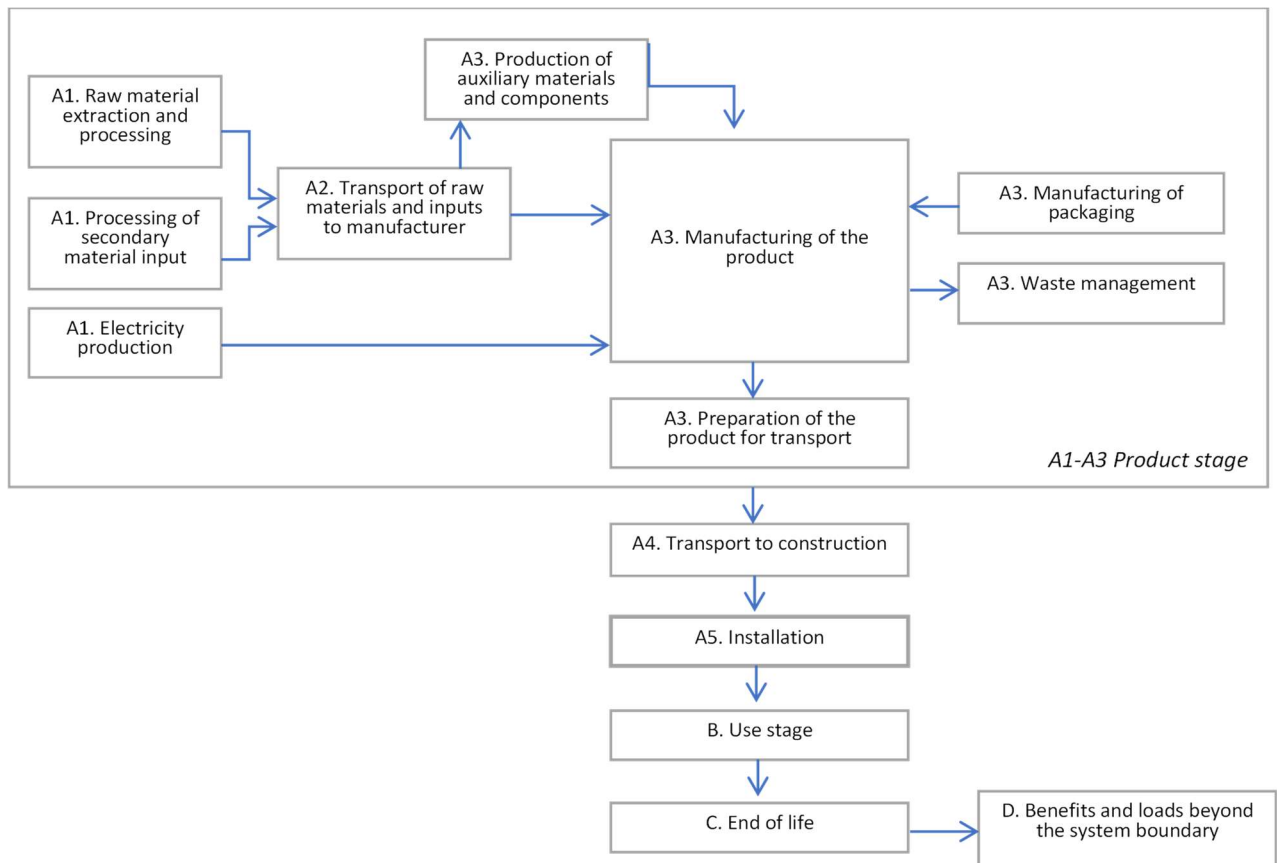 A3. Production of
auxiliary materials
and components
A1. Raw material
extraction and
processing
A2. Transport of raw
materials and inputs
to manufacturer
A1. Processing of
secondary
material input
A3. Manufacturing of the
product
A3. Manufacturing of
packaging
A3. Waste management
A1. Electricity
production
A3. Preparation of the
product for transport
A1-A3 Product stage
A4. Transport to construction
A5. Installation
B. Use stage
C. End of life
D. Benefits and loads beyond
the system boundary